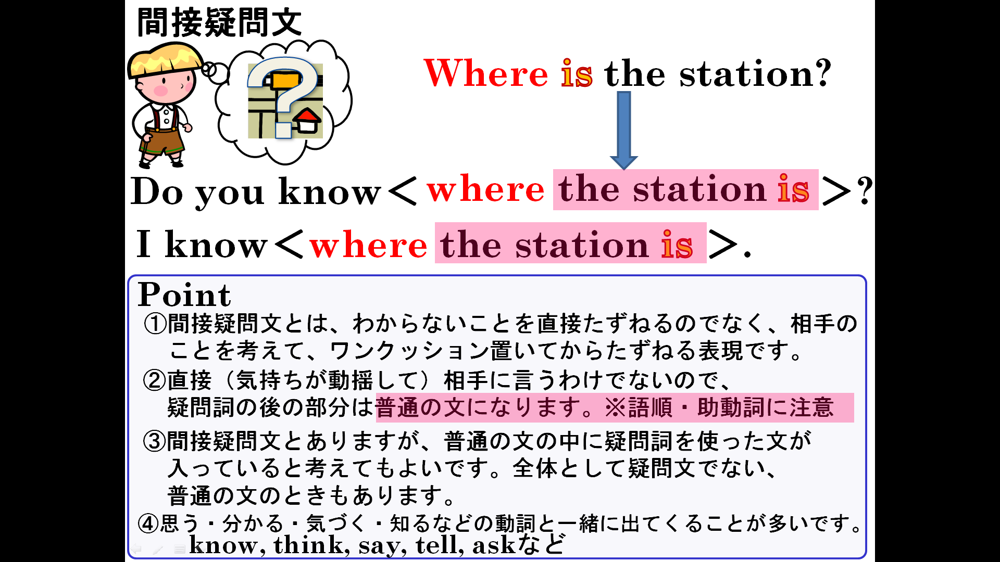 間接疑問文
Where is the station?
Do you know＜where the station is＞?
I know＜where the station is＞.
Point
①間接疑問文とは、わからないことを直接たずねるのでなく、相手の
ことを考えて、ワンクッション置いてからたずねる表現です。
②直接（気持ちが動揺して）相手に言うわけでないので、
疑問詞の後の部分は普通の文になります。※語順・助動詞に注意
③間接疑問文とありますが、普通の文の中に疑問詞を使った文が
入っていると考えてもよいです。全体として疑問文でない、
普通の文のときもあります。
④思う・分かる・気づく・知るなどの動詞と一緒に出てくることが多いです。
know, think, say, tell, askなど